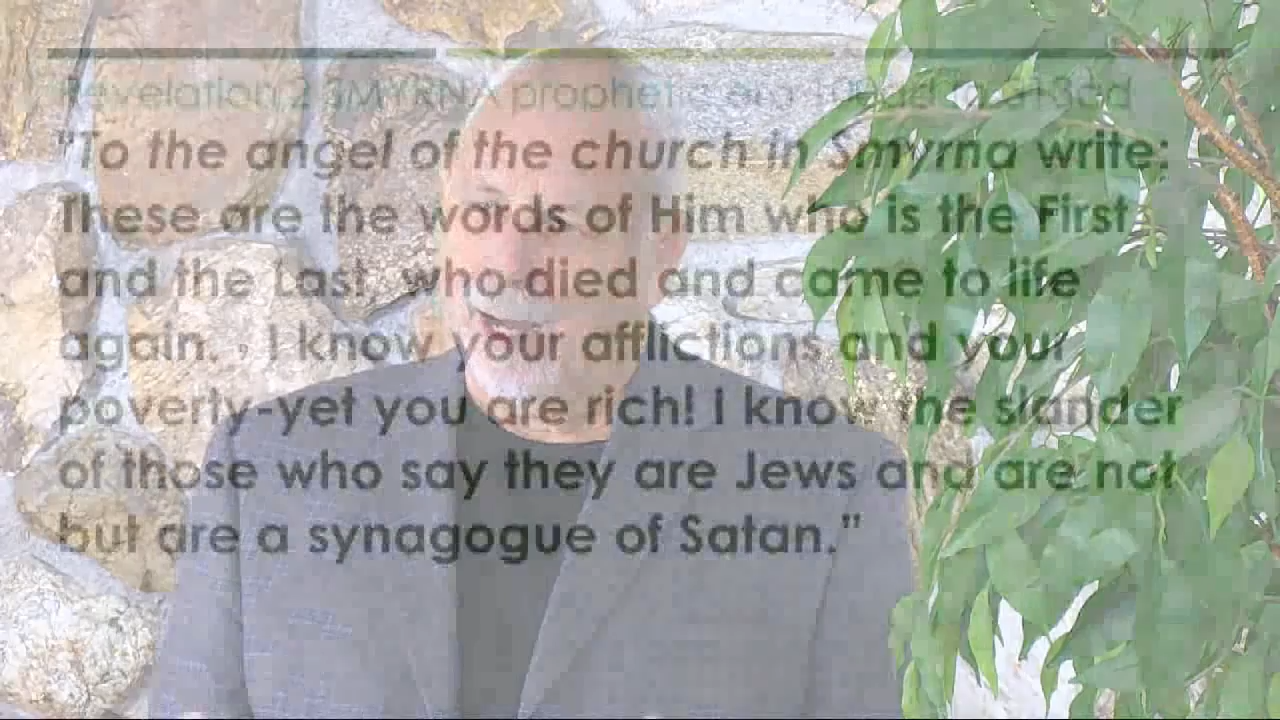 Revelation 2 SMYRNA prophetic era
"To the angel of the church in Smyrna write:
These are the words of Him who is the First
and the Last, who died and came to life
again. I know your afflictions and your
poverty-yet you are rich! I know the slander
of those who say they are Jews and are not
but are a synagogue of Satan."